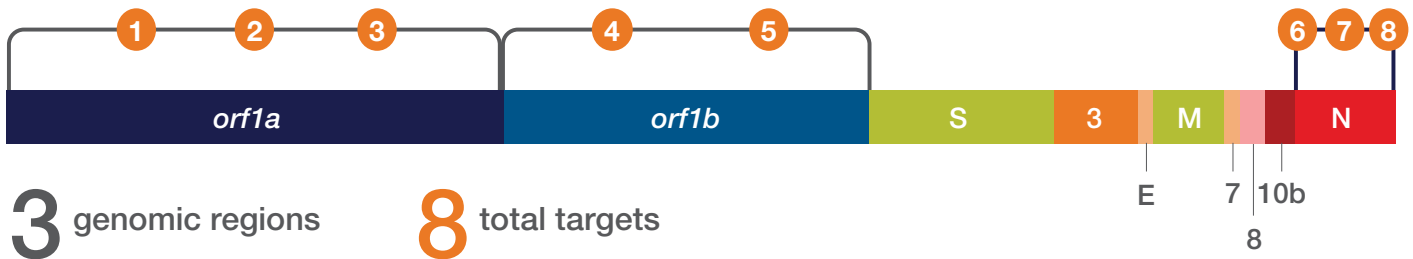 1 2 3 4 5 6 7 8
orf1a orf1b S 3 M N
E 7 10b
8
3 genomic regions 8 total targets